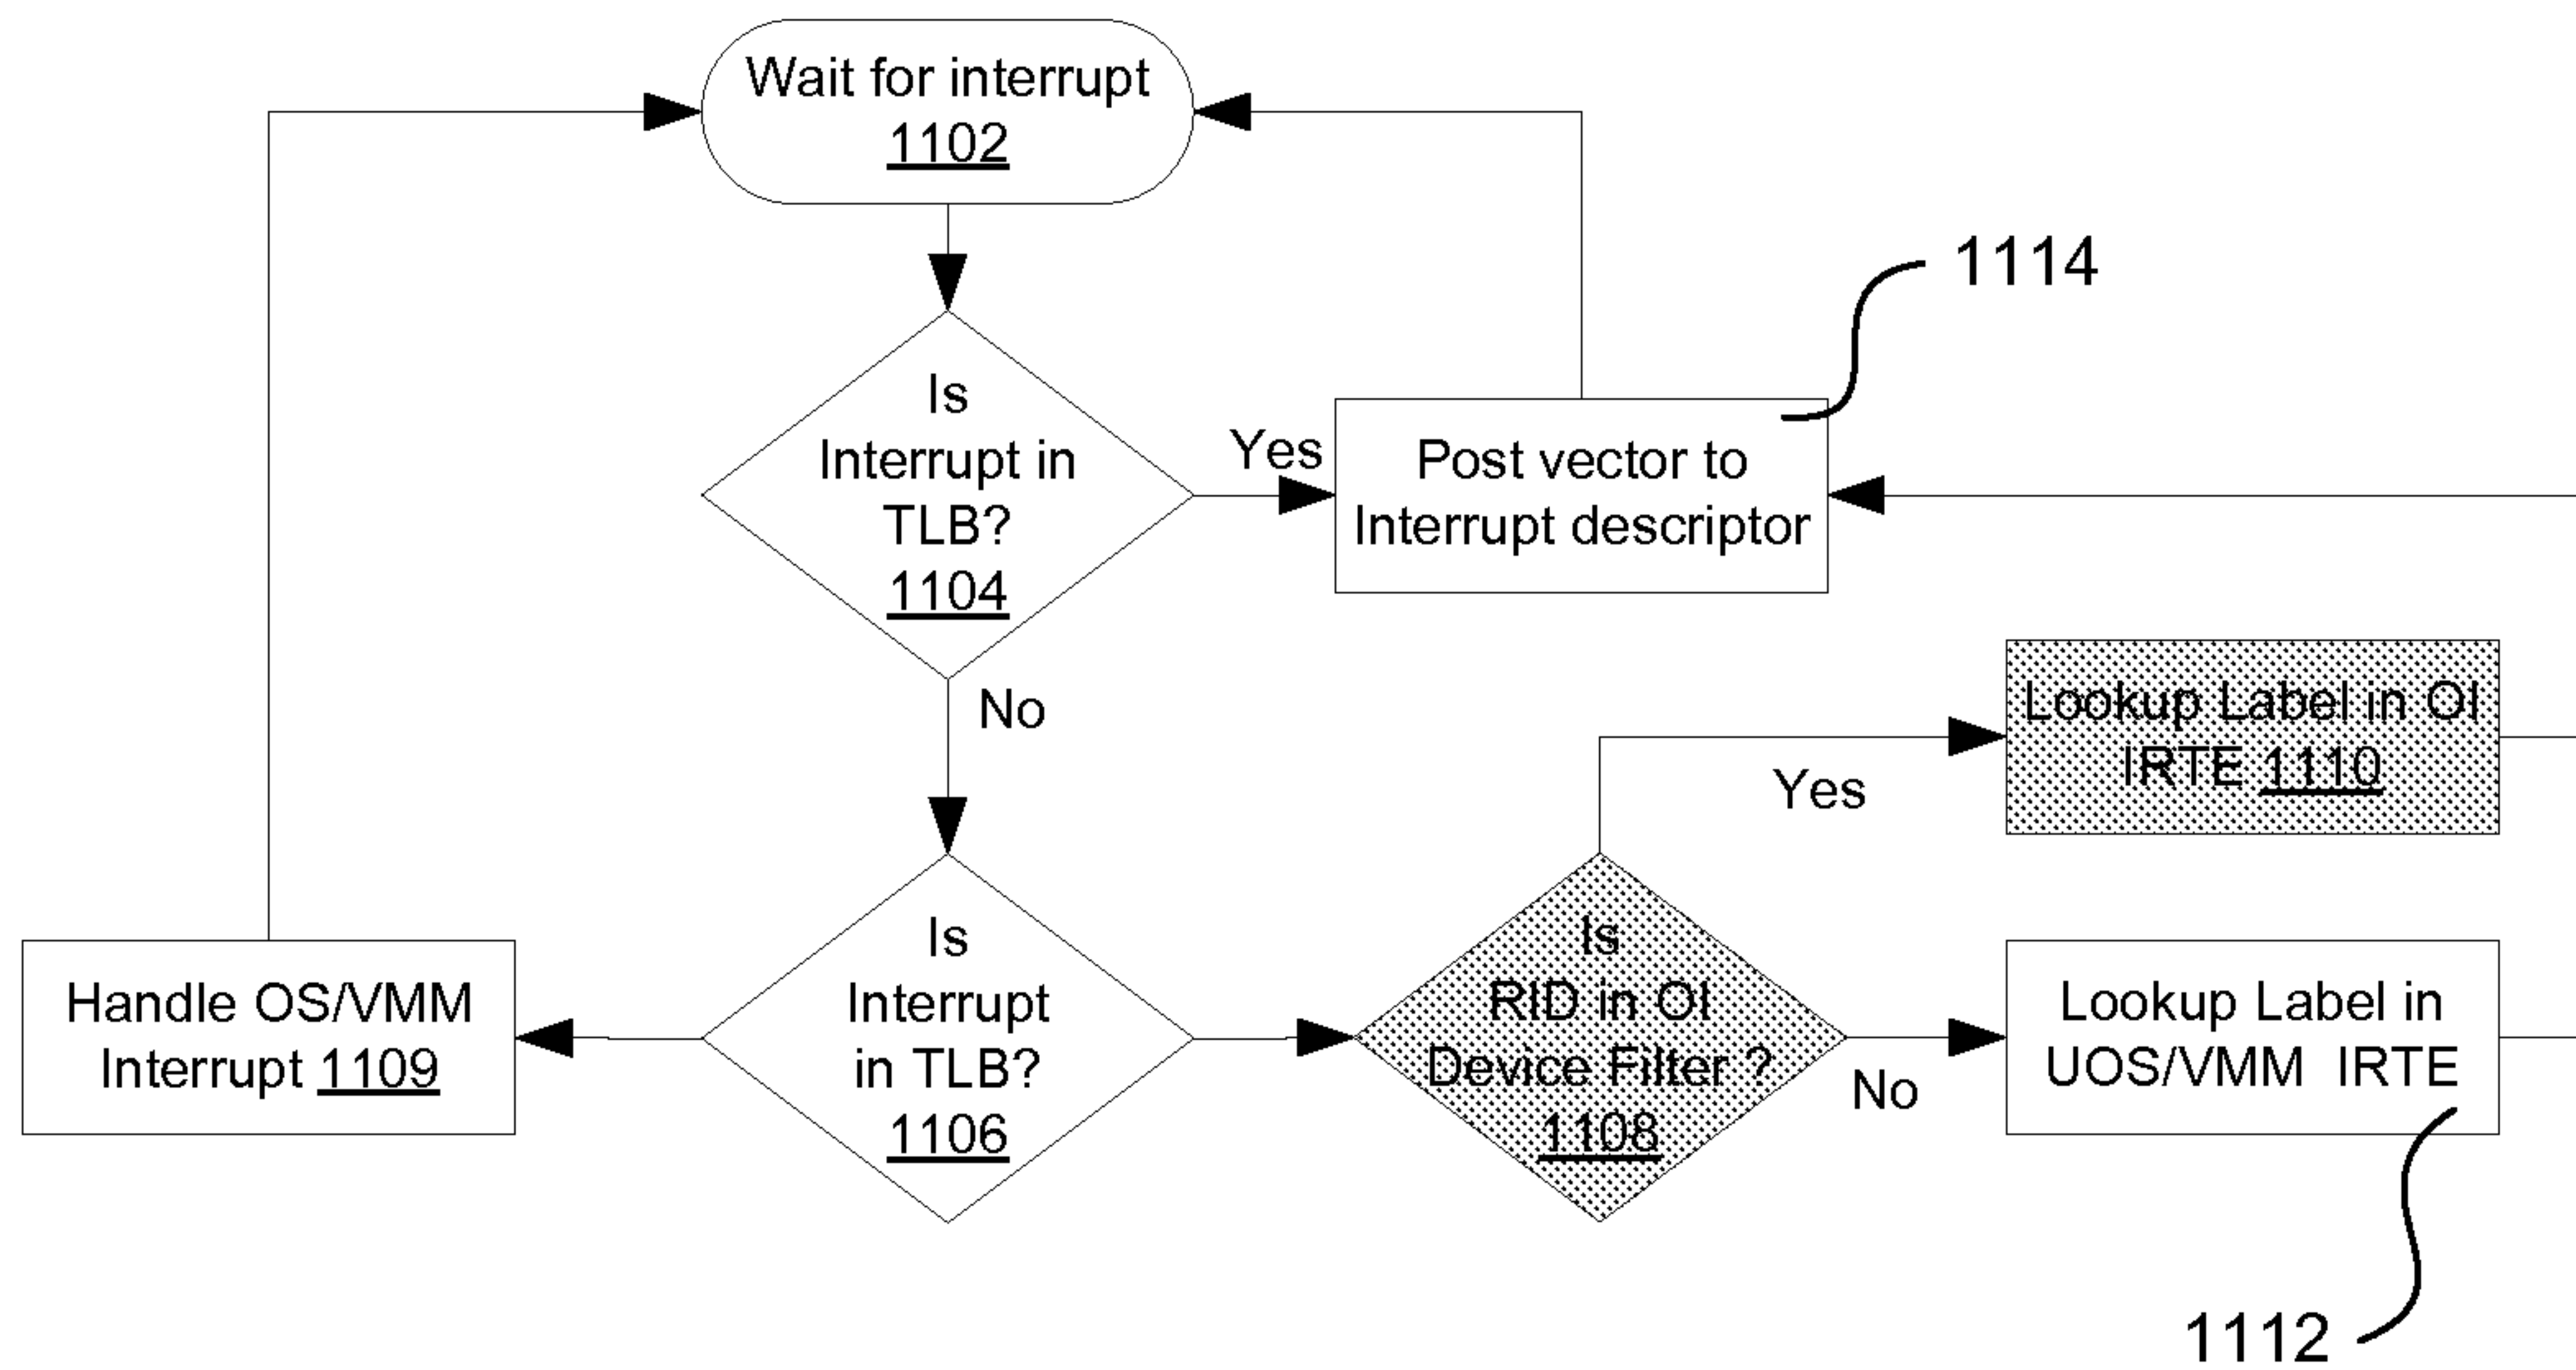 Wait for interrupt
1102
1114
Is
Interrupt in
TLB?
1104
Yes
Post vector to
Interrupt descriptor
No
Lookup Label in OI
IRTE 1110
Yes
Handle OS/VMM
Interrupt 1109
Is
Interrupt
in TLB?
1106
Is
RID in OI
Device Filter ?
1108
No
Lookup Label in
UOS/VMM IRTE
1112